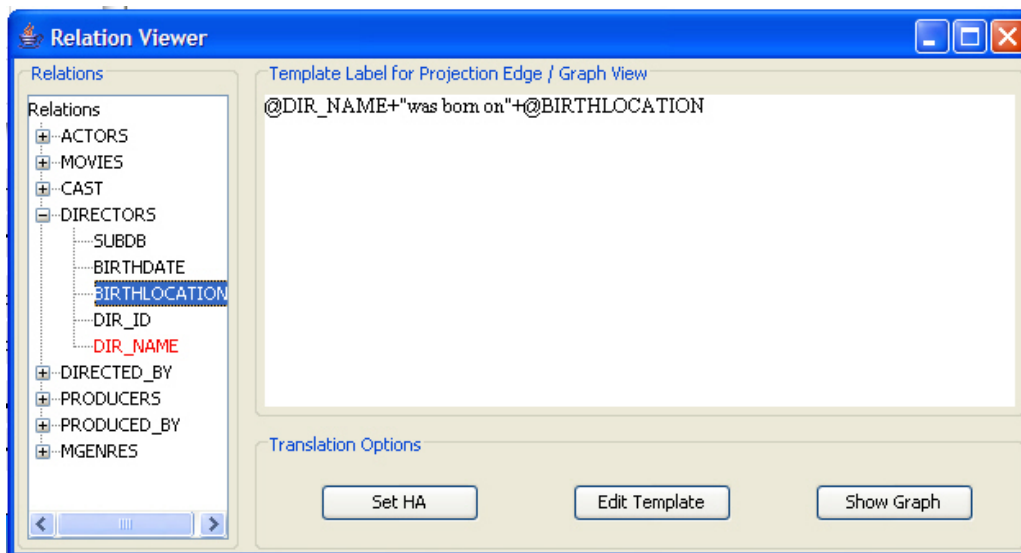 Relation Viewer
Relations
Relations
ACTORS
MOVIES
CAST
DIRECTORS
SUBDB
BIRTHDATE
BIRTHLOCATION
DIR_ID
DIR_NAME
DIRECTED_BY
PRODUCERS
PRODUCED_BY
MGENRES
Template Label for Projection Edge / Graph View
@DIR_NAME+"was born on"+@BIRTHLOCATION
Translation Options
Set HA
Edit Template
Show Graph